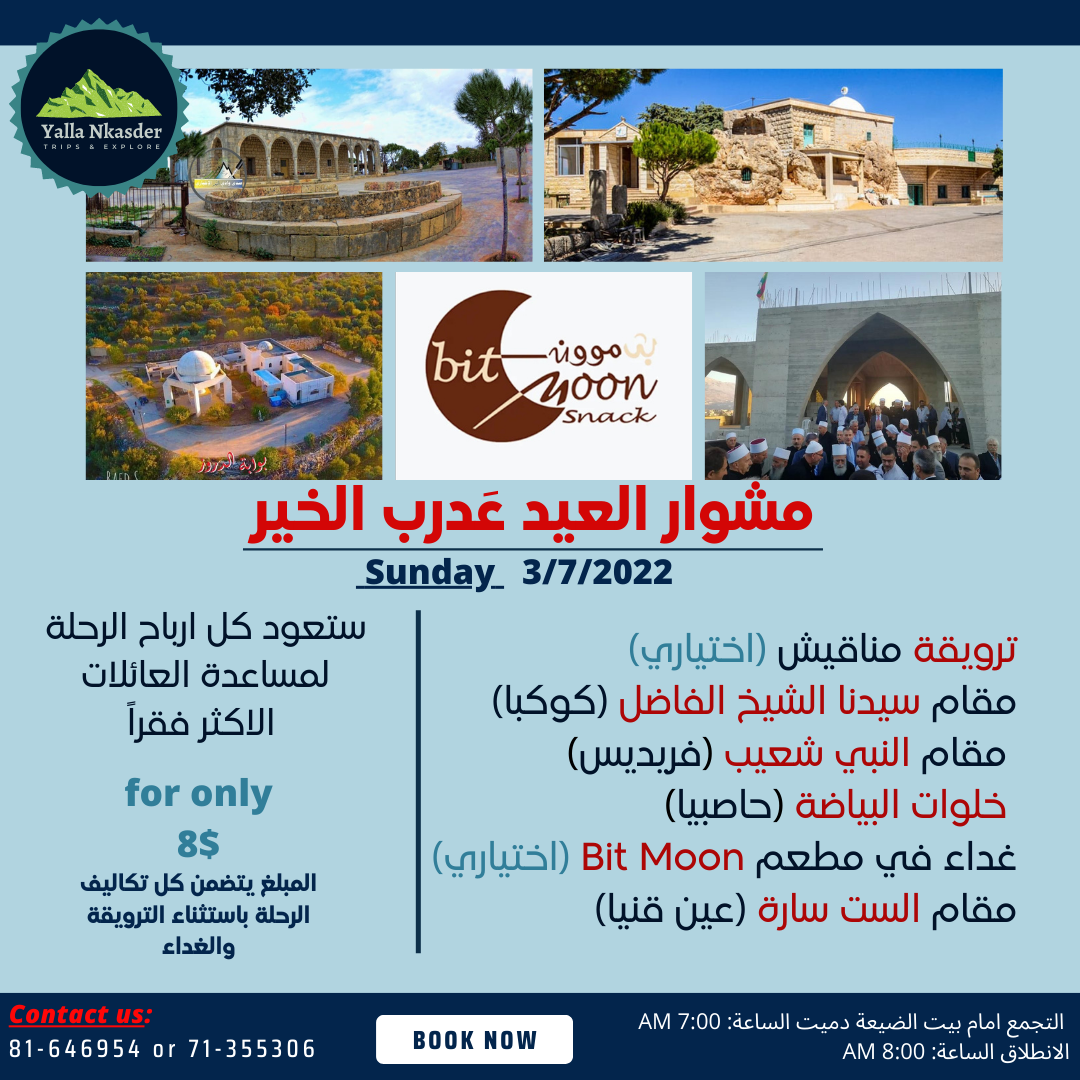 Yalla Nkasder
TRIPS & EXPLORE
bit
بتـ موون
Moon
Snack
بوابة الدروز
مشوار العيد عَدرب الخير
Sunday 3/7/2022
ستعود كل ارباح الرحلة
لمساعدة العائلات
الاكثر فقراً
for only
8$
المبلغ يتضمن كل تكاليف
الرحلة باستثناء الترويقة
والغداء
ترويقة مناقيش (اختياري)
مقام سيدنا الشيخ الفاضل (كوكبا)
مقام النبي شعيب (فريديس)
خلوات البياضة (حاصبيا)
غداء في مطعم Bit Moon (اختياري)
مقام الست سارة (عين قنيا)
Contact us:
81-646954 or 71-355306
BOOK NOW
التجمع امام بيت الضيعة دميت الساعة: 7:00 AM
الانطلاق الساعة: 8:00 AM